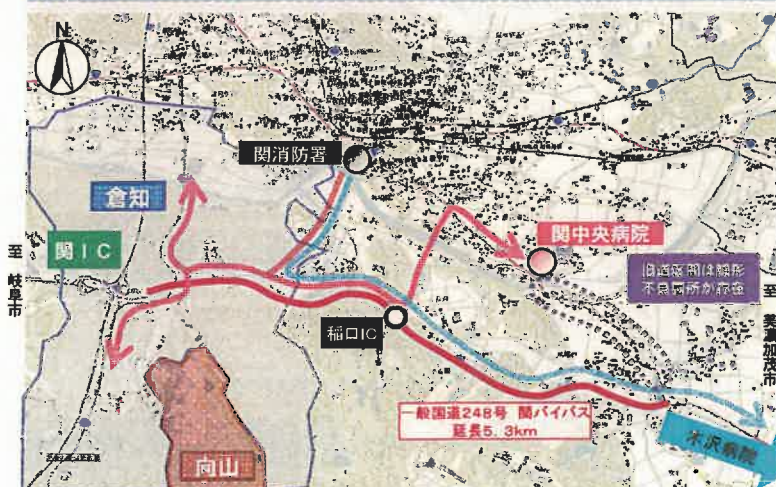 N
関消防署
倉知
関IC
関中央病院
旧道区間は線形
不良箇所が存在
至 岐阜市
至 美濃加茂市
稲口IC
一般国道248号 関バイパス
延長5.3km
向山
木沢病院